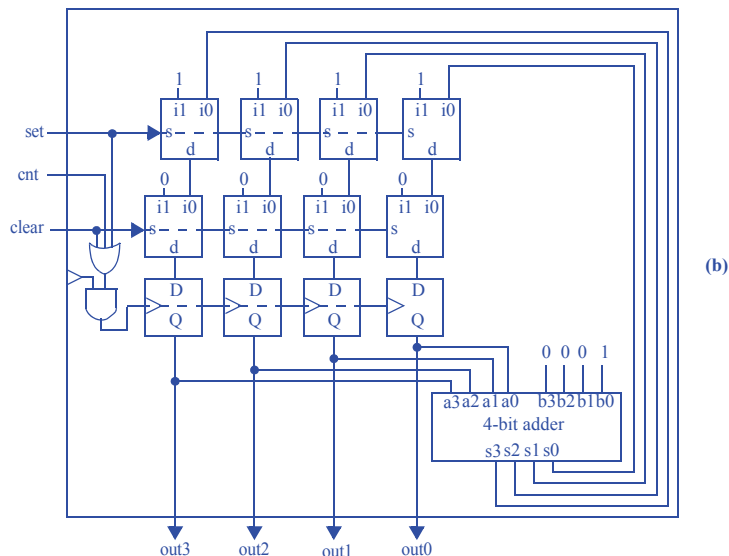 1 1 1 1
i1 i0 i1 i0 i1 i0 i1 i0
set s s s s
d d d d
cnt
0 0 0 0
i1 i0 i1 i0 i1 i0 i1 i0
clear s s s s
d d d d
(b)
D D D D
Q Q Q Q
0 0 0 1
a3 a2 a1 a0 b3 b2 b1 b0
4-bit adder
s3 s2 s1 s0
out3 out2 out1 out0